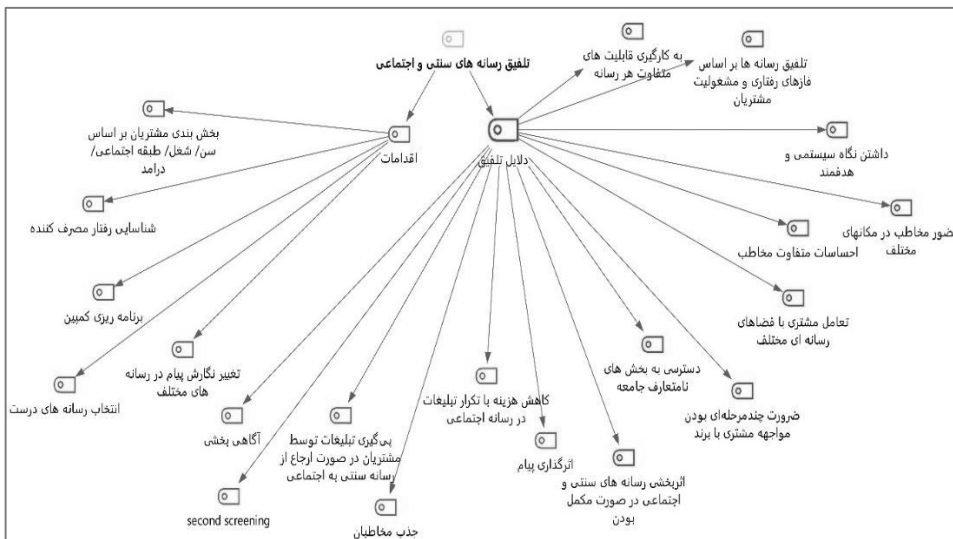 تلفیق رسانه های سنتی و اجتماعی
به کارگیری قابلیت های
متفاوت هر رسانه
تلفیق رسانه ها بر اساس
فازهای رفتاری و مشغولیت
مشتریان
بخش بندی مشتریان بر اساس
سن/ شغل/ طبقه اجتماعی/
درامد
اقدامات
دلایل تلفیق
داشتن نگاه سیستمی و
هدفمند
شناسایی رفتار مصرف کننده
حضور مخاطب در مکانهای
مختلف
احساسات متفاوت مخاطب
برنامه ریزی کمپین
تعامل مشتری با فضاهای
رسانه ای مختلف
تغییر نگارش پیام در رسانه
های مختلف
دسترسی به بخش های
نامتعارف جامعه
انتخاب رسانه های درست
کاهش هزینه با تکرار تبلیغات
در رسانه اجتماعی
ضرورت چندمرحله‌ای بودن
مواجهه مشتری با برند
آگاهی بخشی
پی‌گیری تبلیغات توسط
مشتریان در صورت ارجاع از
رسانه سنتی به اجتماعی
اثرگذاری پیام
اثربخشی رسانه های سنتی و
اجتماعی در صورت مکمل
بودن
second screening
جذب مخاطبان